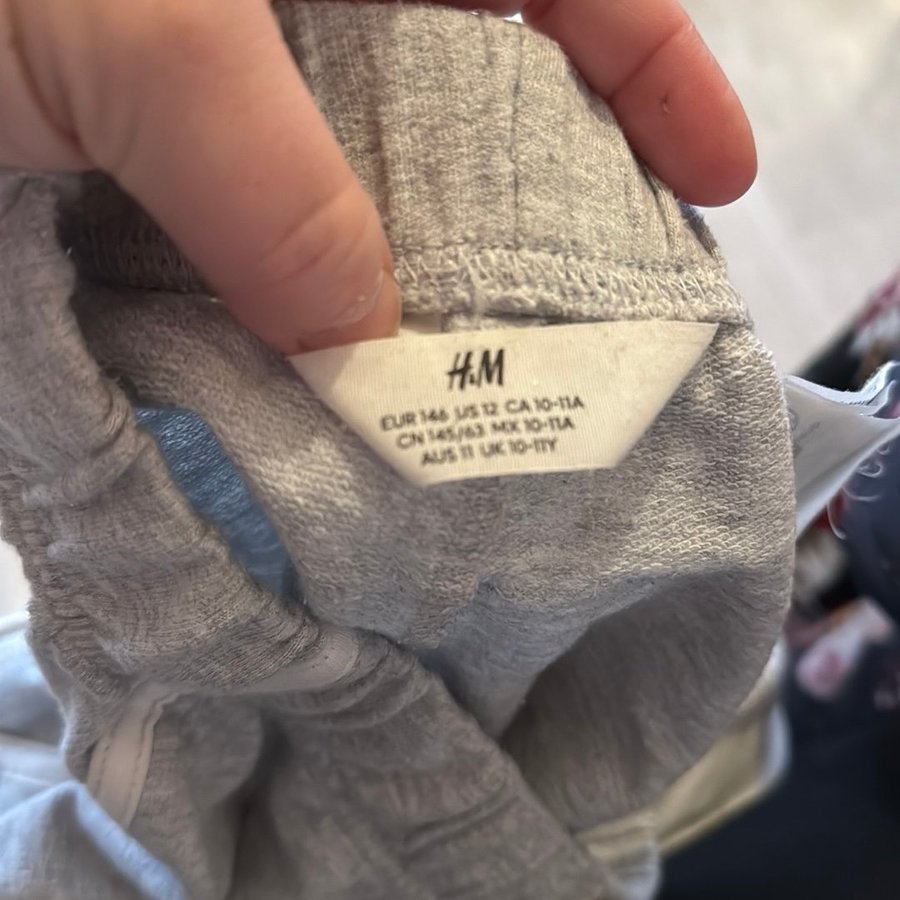 H&M
EUR 146 US 12 CA 10-11A
CN 145/63 MX 10-11A
AUS 11 UK 10-11Y